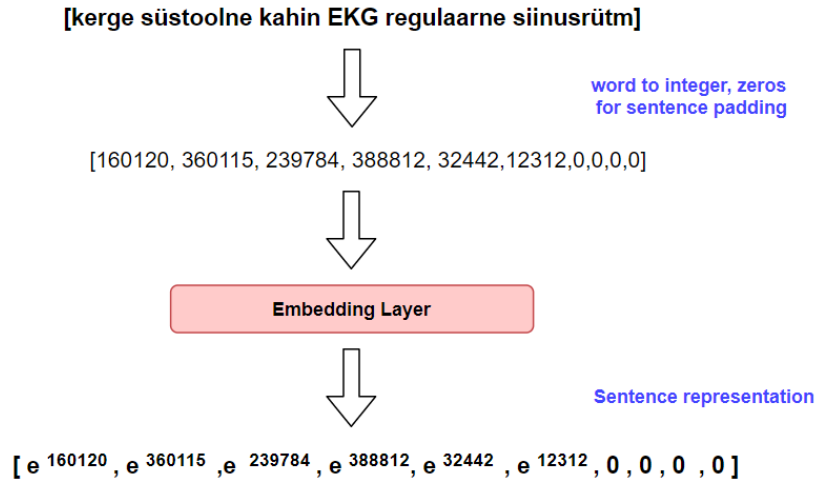 [kerge süstoolne kahin EKG regulaarne siinusrütm]
word to integer, zeros
for sentence padding
[160120, 360115, 239784, 388812, 32442,12312,0,0,0,0]
Embedding Layer
Sentence representation
[ e 160120 , e 360115 ,e 239784 , e 388812, e 32442 , e 12312 , 0 , 0 , 0 , 0 ]